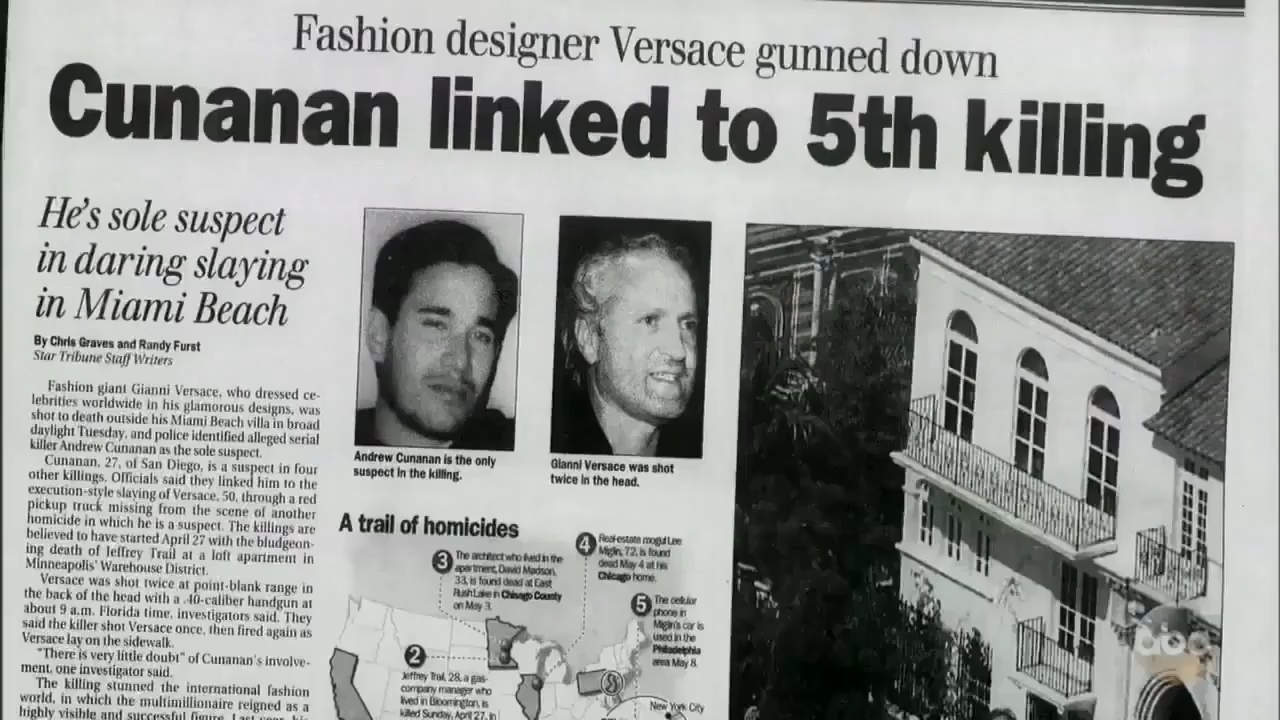 Fashion designer Versace gunned down
Cunanan linked to 5th killing
He's sole suspect
in daring slaying
in Miami Beach
By Chris Graves and Randy Furst
Star Tribune Staff Writers
Fashion giant Gianni Versace, who dressed ce-
lebrities worldwide in his glamorous designs, was
shot to death outside his Miami Beach villa in broad
daylight Tuesday, and police identified alleged serial
killer Andrew Cunanan as the sole suspect.
Cunanan, 27, of San Diego, is a suspect in four
other killings. Officials said they linked him to the
execution-style slaying of Versace, 50, through a red
pickup truck missing from the scene of another
homicide in which he is a suspect. The killings are
believed to have started April 27 with the bludgeon-
ing death of Jeffrey Trail at a loft apartment in
Minneapolis' Warehouse District.
Versace was shot twice at point-blank range in
the back of the head with a .40-caliber handgun at
about 9 a.m. Florida time, investigators said. They
said the killer shot Versace once, then fired again as
Versace lay on the sidewalk.
"There is very little doubt" of Cunanan's involve-
ment, one investigator said.
The killing stunned the international fashion
world, in which the multimillionaire reigned as a
highly visible and successful figure. Last year, his
Andrew Cunanan is the only
suspect in the killing.
Gianni Versace was shot
twice in the head.
A trail of homicides
3 The architect who lived in the
apartment, David Madson,
33, is found dead at East
Rush Lake in Chisago County
on May 3.
4 Real-estate mogul Lee
Miglin, 72, is found
dead May 4 at his
Chicago home.
5 The cellular
phone in
Miglin's car is
used in the
Philadelphia
area May 8.
2
Jeffrey Trail, 28, a gas-
company manager who
lived in Bloomington, is
killed Sunday, April 27, in
New York City
abc